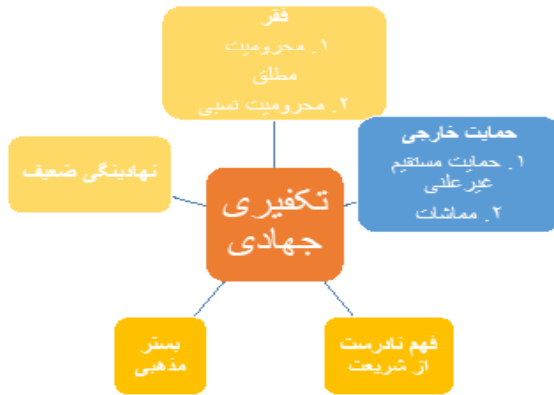 فقر
۱. محرومیت
مطلق
۲. محرومیت نسبی
حمایت خارجی
۱. حمایت مستقیم
غیرعلنی
۲. مماشات
نهادینگی ضعیف
تکفیری
جهادی
بستر
مذهبی
فهم نادرست
از شریعت